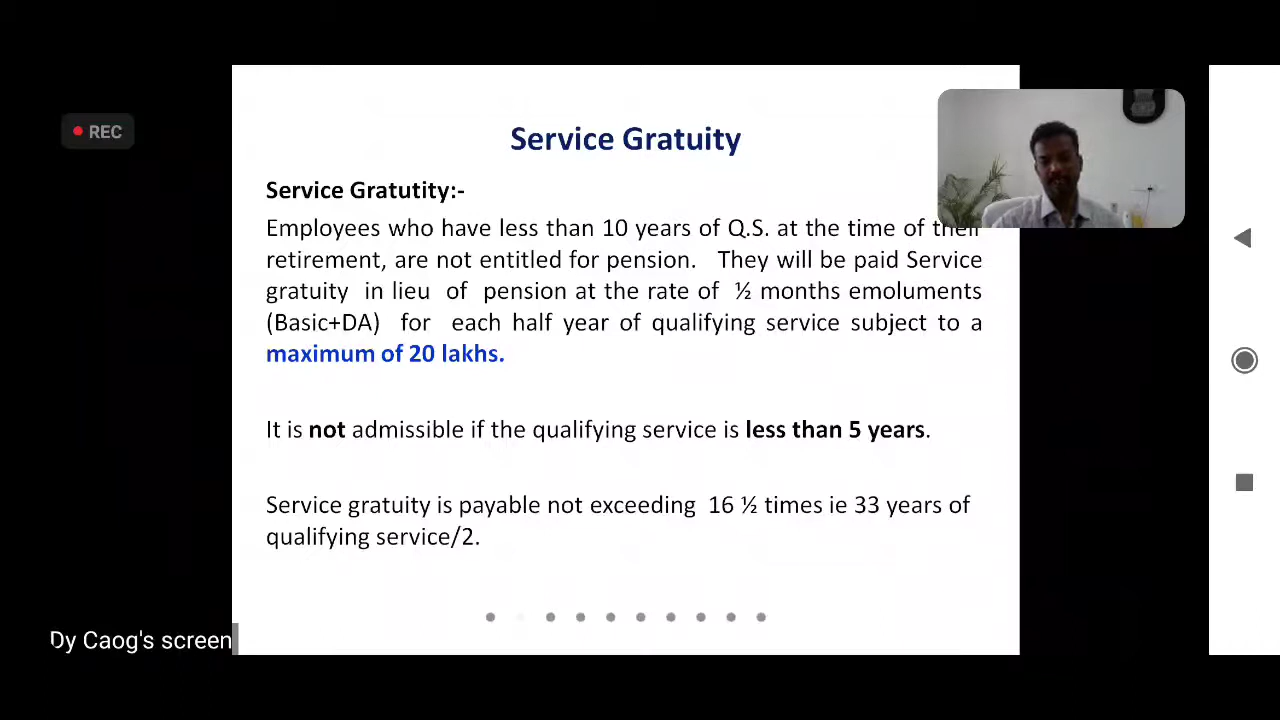 REC
Service Gratuity
Service Gratutity:-
Employees who have less than 10 years of Q.S. at the time of their
retirement, are not entitled for pension. They will be paid Service
gratuity in lieu of pension at the rate of ½ months emoluments
(Basic+DA) for each half year of qualifying service subject to a
maximum of 20 lakhs.
It is not admissible if the qualifying service is less than 5 years.
Service gratuity is payable not exceeding 16 ½ times ie 33 years of
qualifying service/2.
Dy Caog's screen